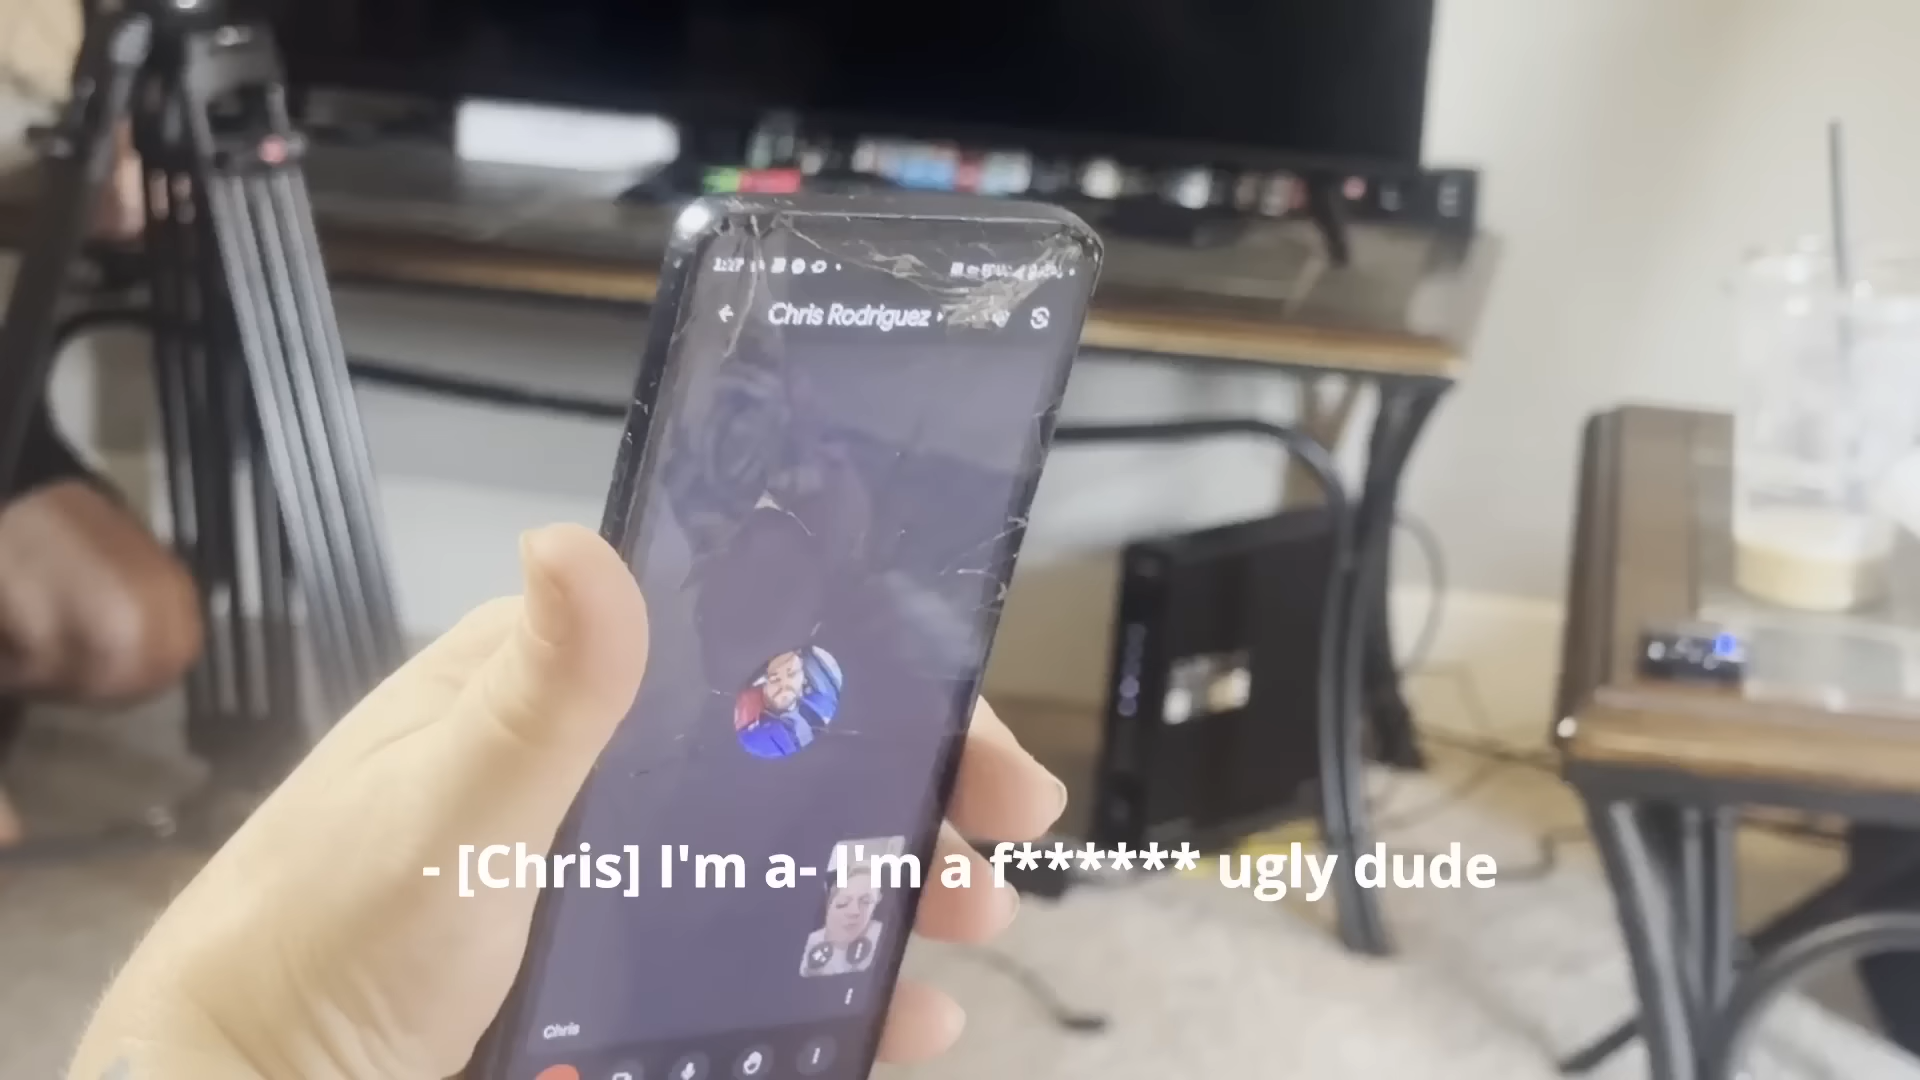 Chris Rodriguez
- [Chris] I'm a- I'm a f****** ugly dude
Chris